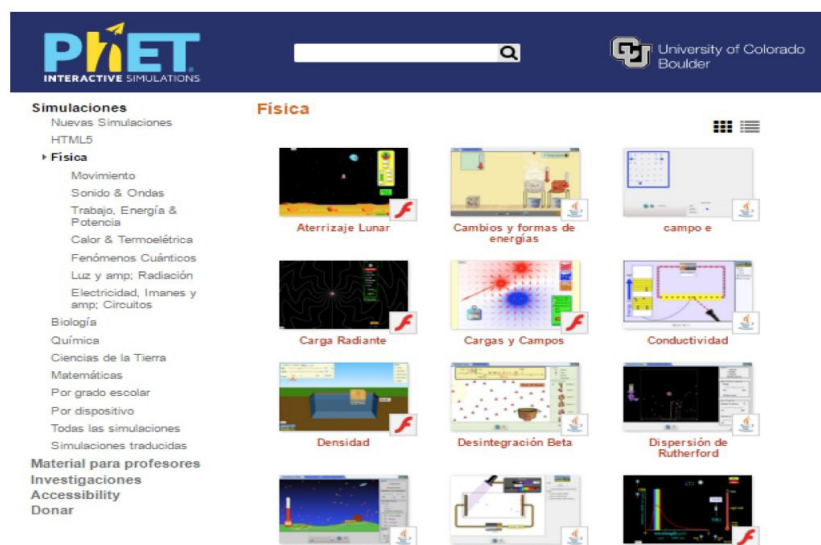 PhET
INTERACTIVE SIMULATIONS
University of Colorado
Boulder
Simulaciones
Nuevas Simulaciones
HTML5
Física
Movimiento
Sonido & Ondas
Trabajo, Energía &
Potencia
Calor & Termoelétrica
Fenómenos Cuánticos
Luz y amp; Radiación
Electricidad, Imanes y
amp; Circuitos
Biología
Química
Ciencias de la Tierra
Matemáticas
Por grado escolar
Por dispositivo
Todas las simulaciones
Simulaciones traducidas
Material para profesores
Investigaciones
Accessibility
Donar
Física
Aterrizaje Lunar
Cambios y formas de
energías
campo e
Carga Radiante
Cargas y Campos
Conductividad
Densidad
Desintegración Beta
Dispersión de
Rutherford